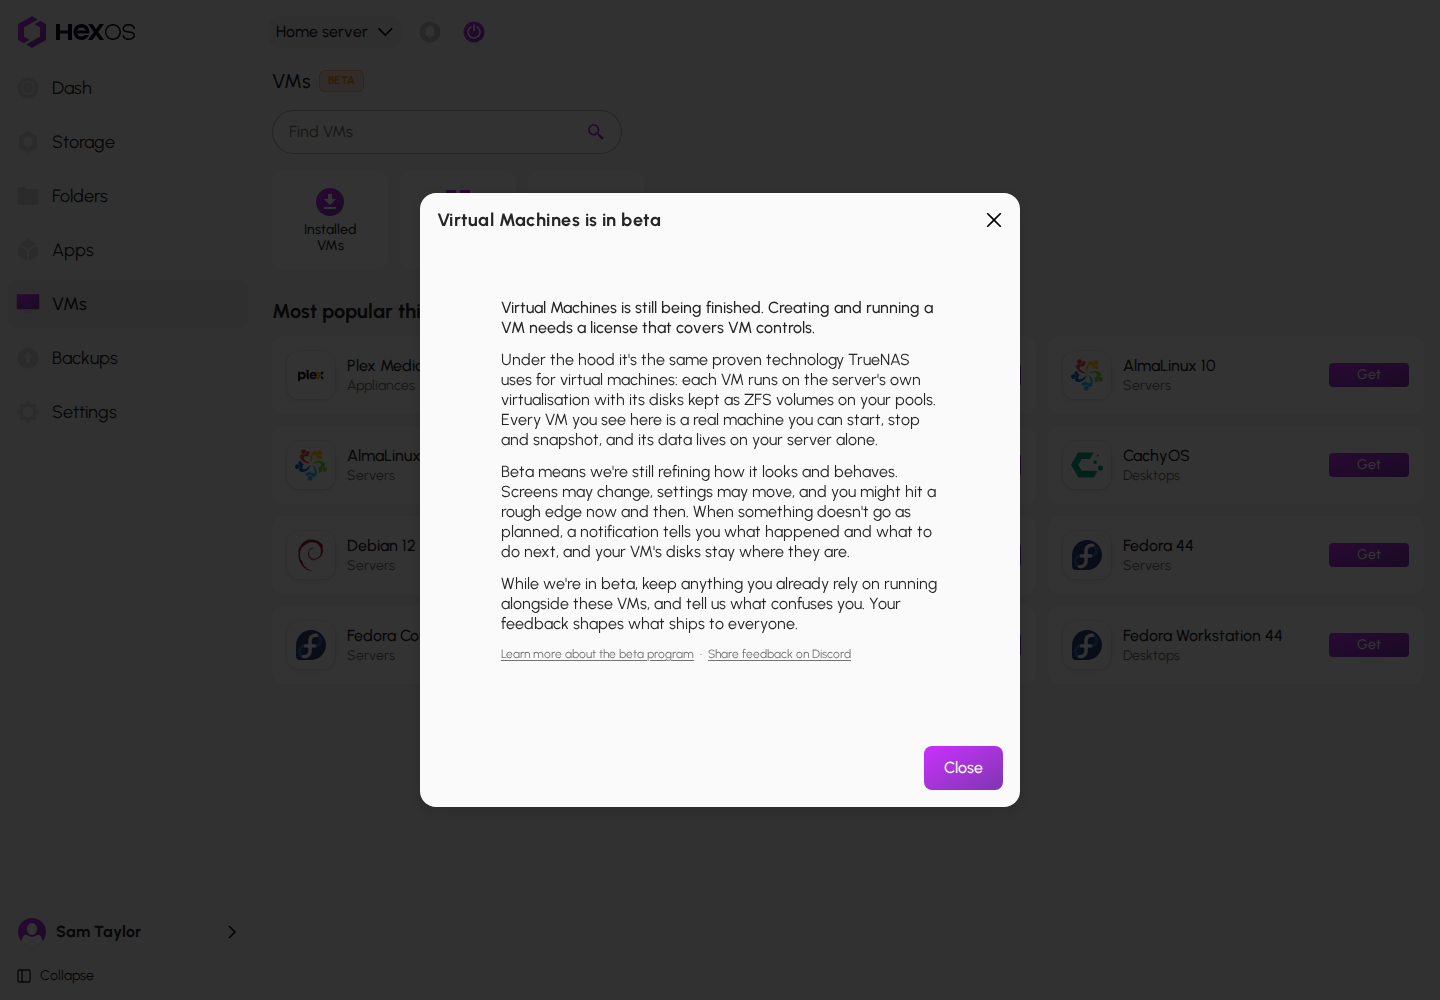 HexOS
Home server
Dash
Storage
Folders
Apps
VMs
Backups
Settings
Sam Taylor
Collapse
VMs BETA
Find VMs
Installed
VMs
Most popular thi
Plex Media
Appliances
AlmaLinux
Servers
Debian 12
Servers
Fedora Co
Servers
AlmaLinux 10
Servers
Get
CachyOS
Desktops
Get
Fedora 44
Servers
Get
Fedora Workstation 44
Desktops
Get
Virtual Machines is in beta
Virtual Machines is still being finished. Creating and running a
VM needs a license that covers VM controls.
Under the hood it's the same proven technology TrueNAS
uses for virtual machines: each VM runs on the server's own
virtualisation with its disks kept as ZFS volumes on your pools.
Every VM you see here is a real machine you can start, stop
and snapshot, and its data lives on your server alone.
Beta means we're still refining how it looks and behaves.
Screens may change, settings may move, and you might hit a
rough edge now and then. When something doesn't go as
planned, a notification tells you what happened and what to
do next, and your VM's disks stay where they are.
While we're in beta, keep anything you already rely on running
alongside these VMs, and tell us what confuses you. Your
feedback shapes what ships to everyone.
Learn more about the beta program · Share feedback on Discord
Close